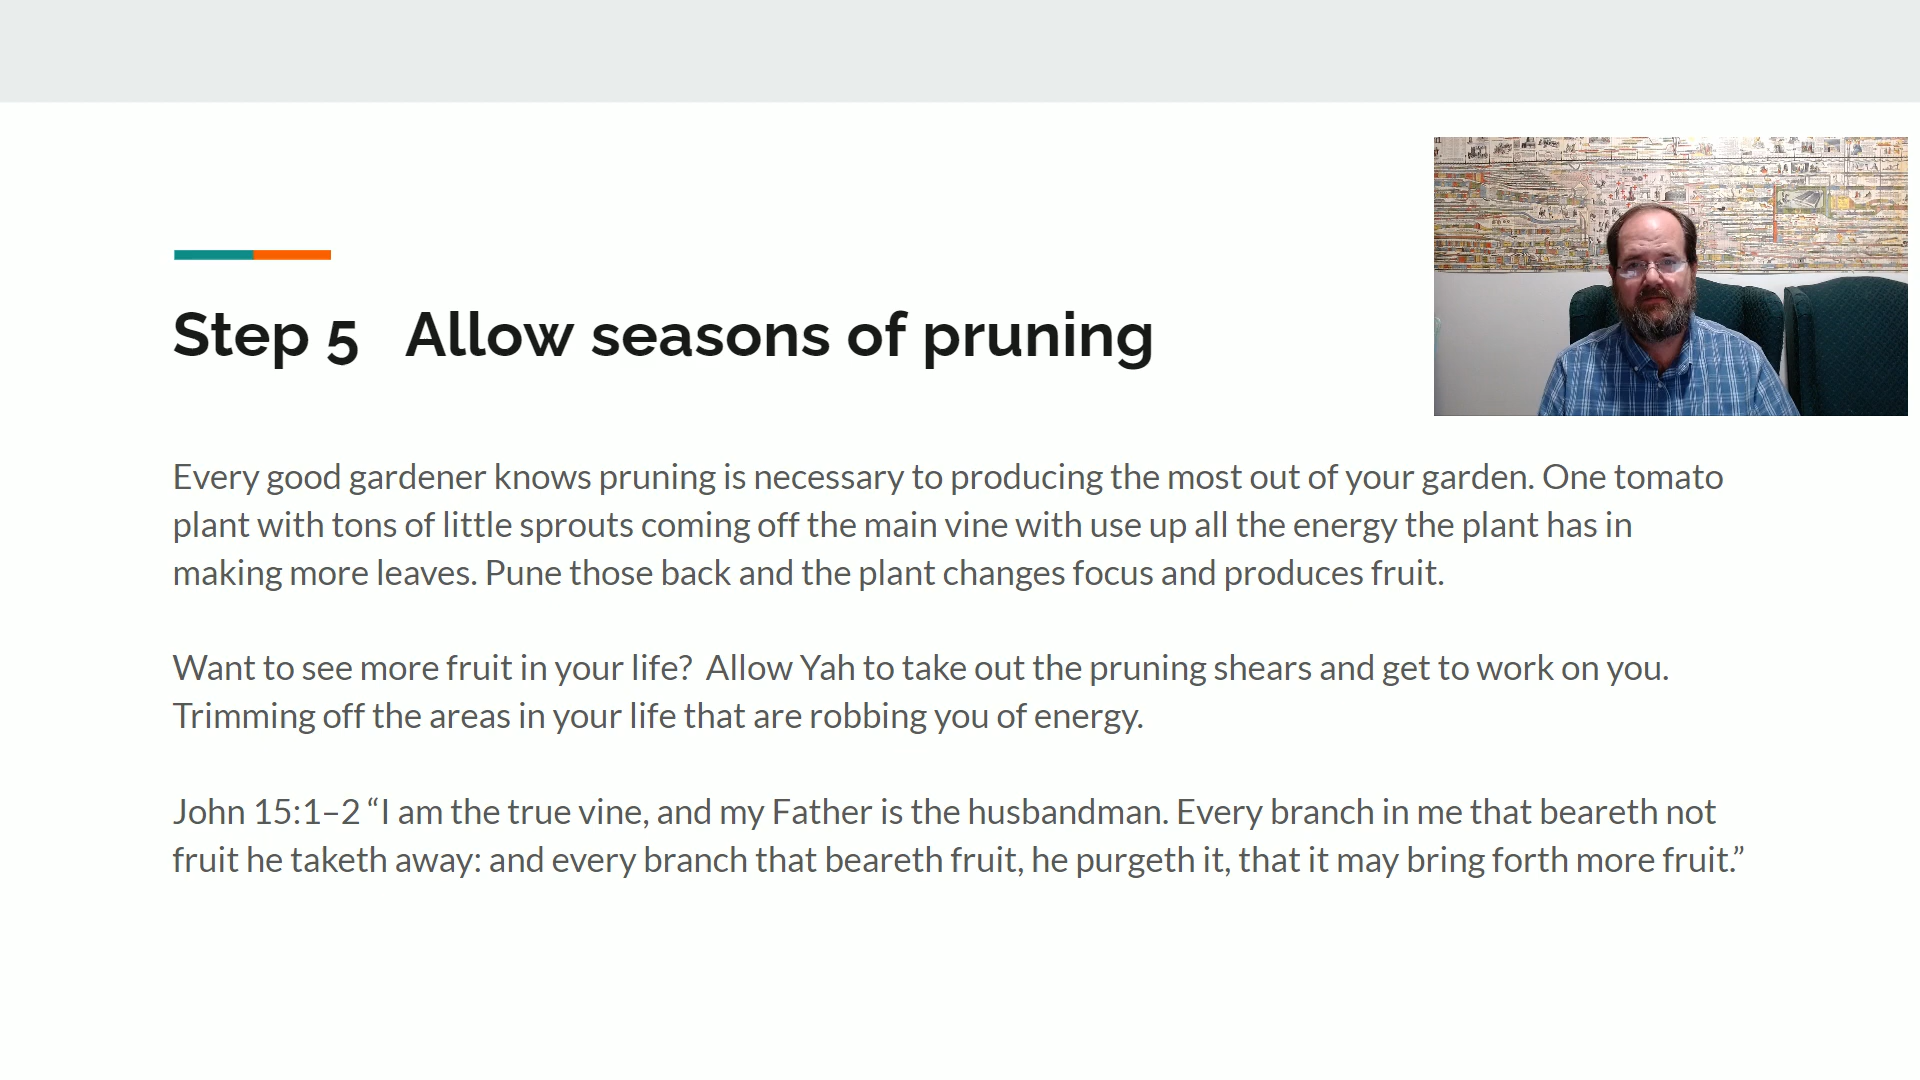 Step 5 Allow seasons of pruning
Every good gardener knows pruning is necessary to producing the most out of your garden. One tomato
plant with tons of little sprouts coming off the main vine with use up all the energy the plant has in
making more leaves. Pune those back and the plant changes focus and produces fruit.
Want to see more fruit in your life? Allow Yah to take out the pruning shears and get to work on you.
Trimming off the areas in your life that are robbing you of energy.
John 15:1–2 “I am the true vine, and my Father is the husbandman. Every branch in me that beareth not
fruit he taketh away: and every branch that beareth fruit, he purgeth it, that it may bring forth more fruit.”